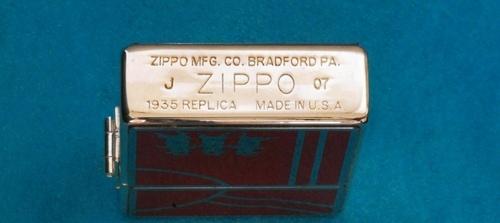 ZIPPO MFG. CO. BRADFORD PA.
J ZIPPO 07
1935 REPLICA MADE IN U.S.A